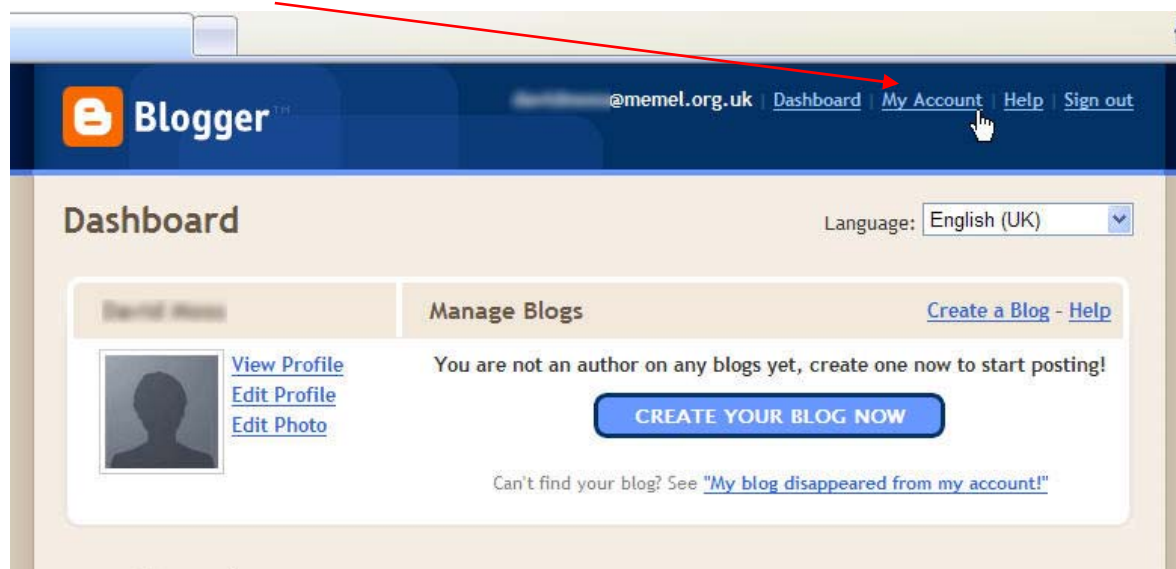 @memel.org.uk | Dashboard | My Account | Help | Sign out
Blogger™
Dashboard
Language: English (UK)
Manage Blogs
Create a Blog - Help
View Profile
Edit Profile
Edit Photo
You are not an author on any blogs yet, create one now to start posting!
CREATE YOUR BLOG NOW
Can't find your blog? See "My blog disappeared from my account!"